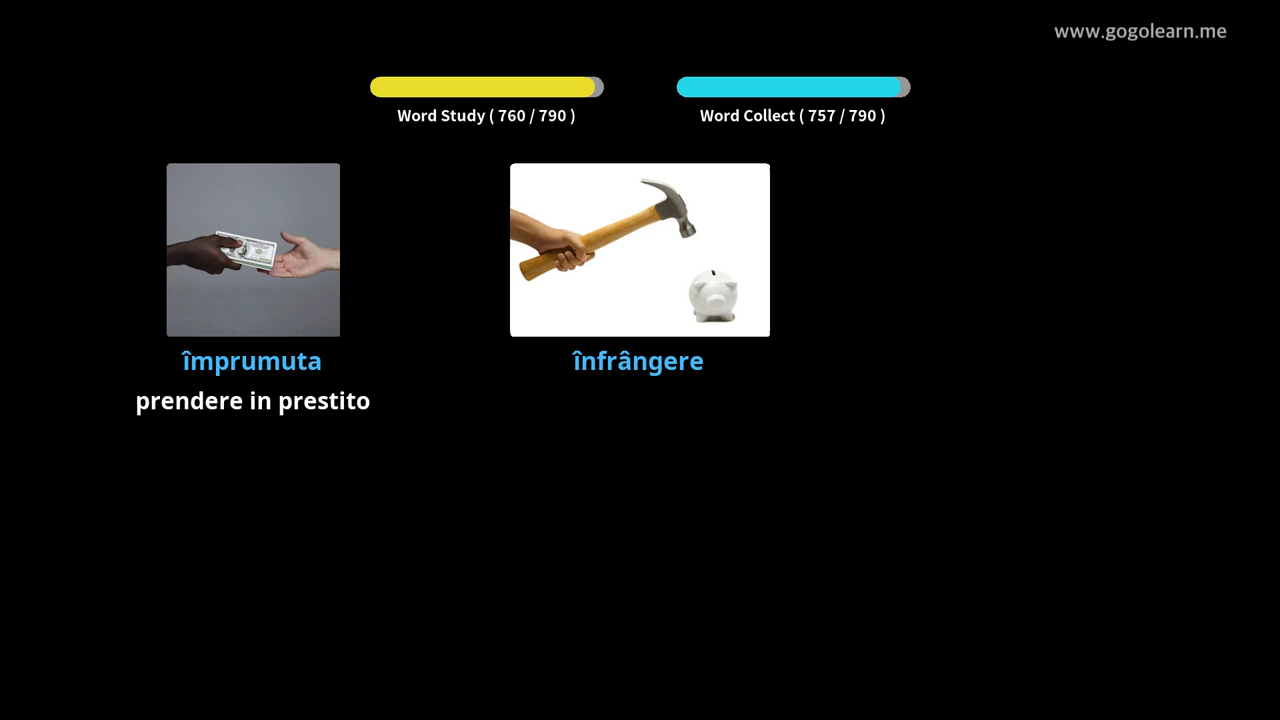 www.gogolearn.me
Word Study ( 760 / 790 )
Word Collect ( 757 / 790 )
împrumuta
înfrângere
prendere in prestito